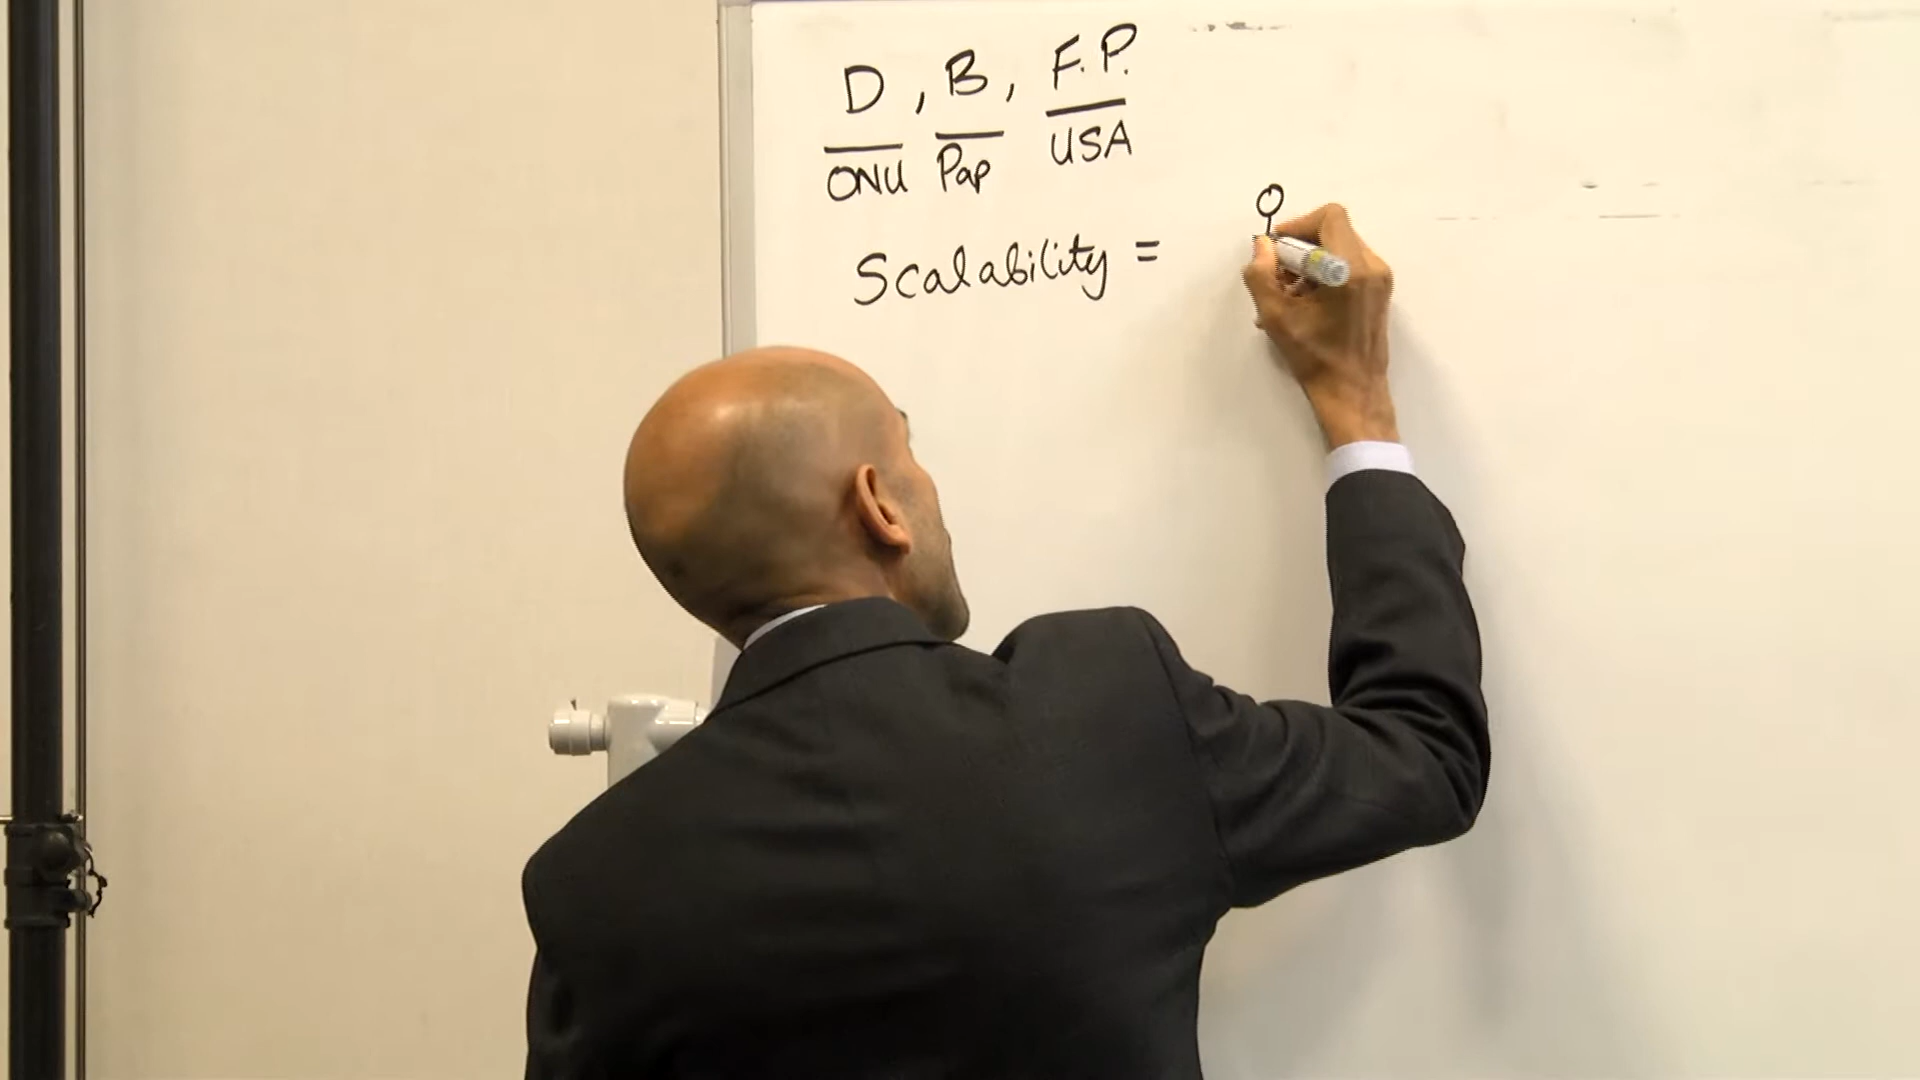 D, B, F.P.
ONU Pap USA
Scalability =